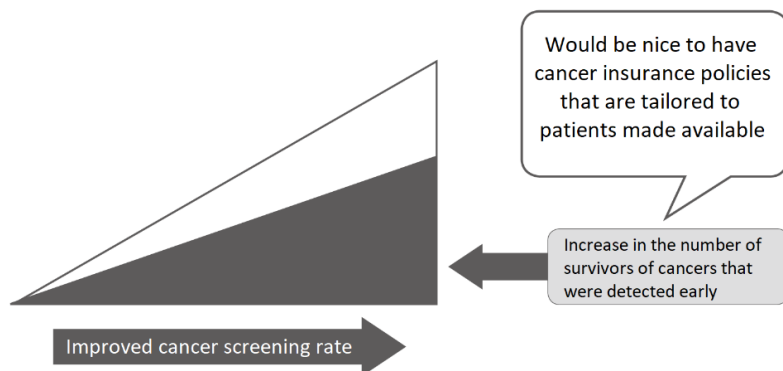 Would be nice to have
cancer insurance policies
that are tailored to
patients made available
Increase in the number of
survivors of cancers that
were detected early
Improved cancer screening rate